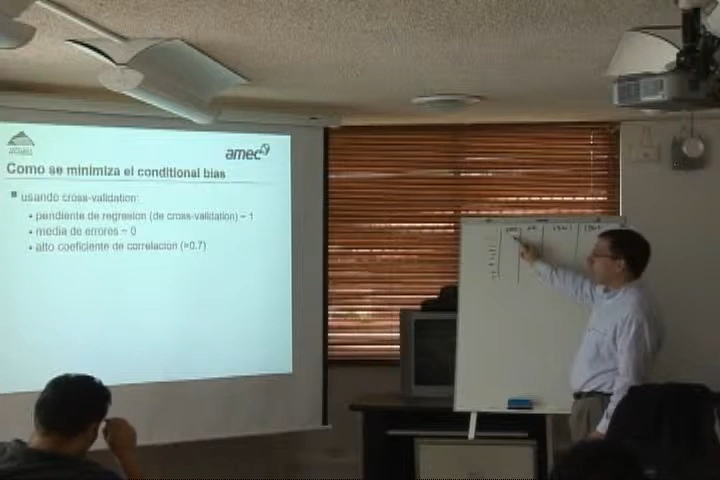 amec
Como se minimiza el conditional bias
usando cross-validation:
pendiente de regresion (de cross-validation) ~ 1
media de errores ~ 0
alto coeficiente de correlacion (>0.7)